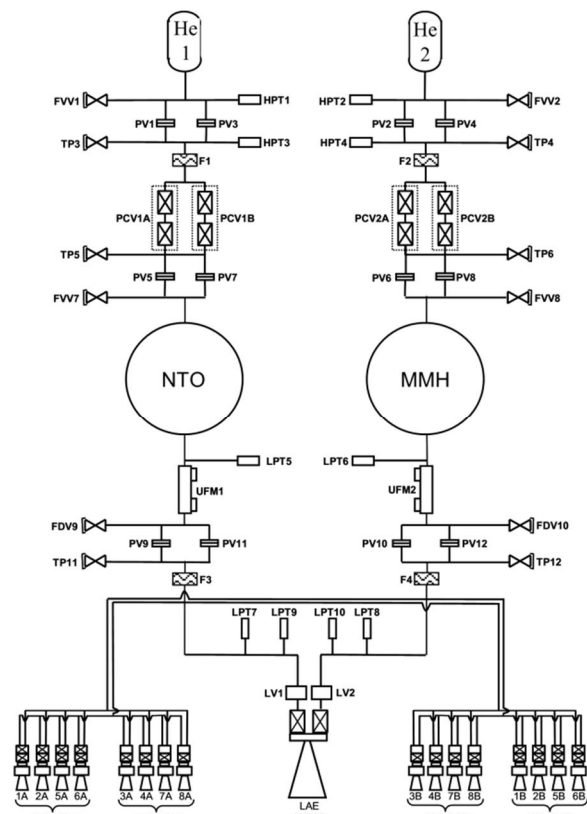 He He
1 2
FVV1 HPT1 HPT2 FVV2
PV1 PV3 PV2 PV4
TP3 HPT3 HPT4 TP4
F1 F2
PCV1A PCV1B PCV2A PCV2B
TP5 TP6
PV5 PV7 PV6 PV8
FVV7 FVV8
NTO MMH
LPT5 LPT6
UFM1 UFM2
FDV9 FDV10
PV9 PV11 PV10 PV12
TP11 TP12
F3 F4
LPT7 LPT9 LPT10 LPT8
LV1 LV2
1A 2A 5A 6A 3A 4A 7A 8A LAE 3B 4B 7B 8B 1B 2B 5B 6B